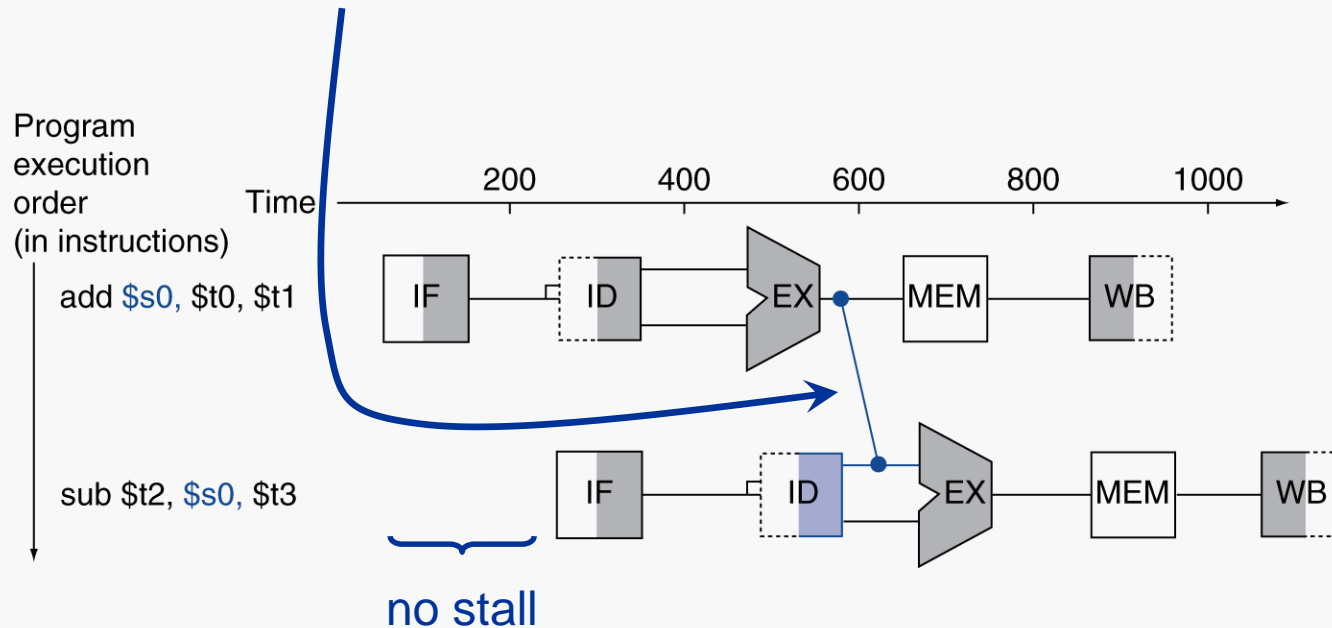 Program
execution
order
(in instructions)
Time
200 400 600 800 1000
add $s0, $t0, $t1
IF ID EX MEM WB
sub $t2, $s0, $t3
IF ID EX MEM WB
no stall